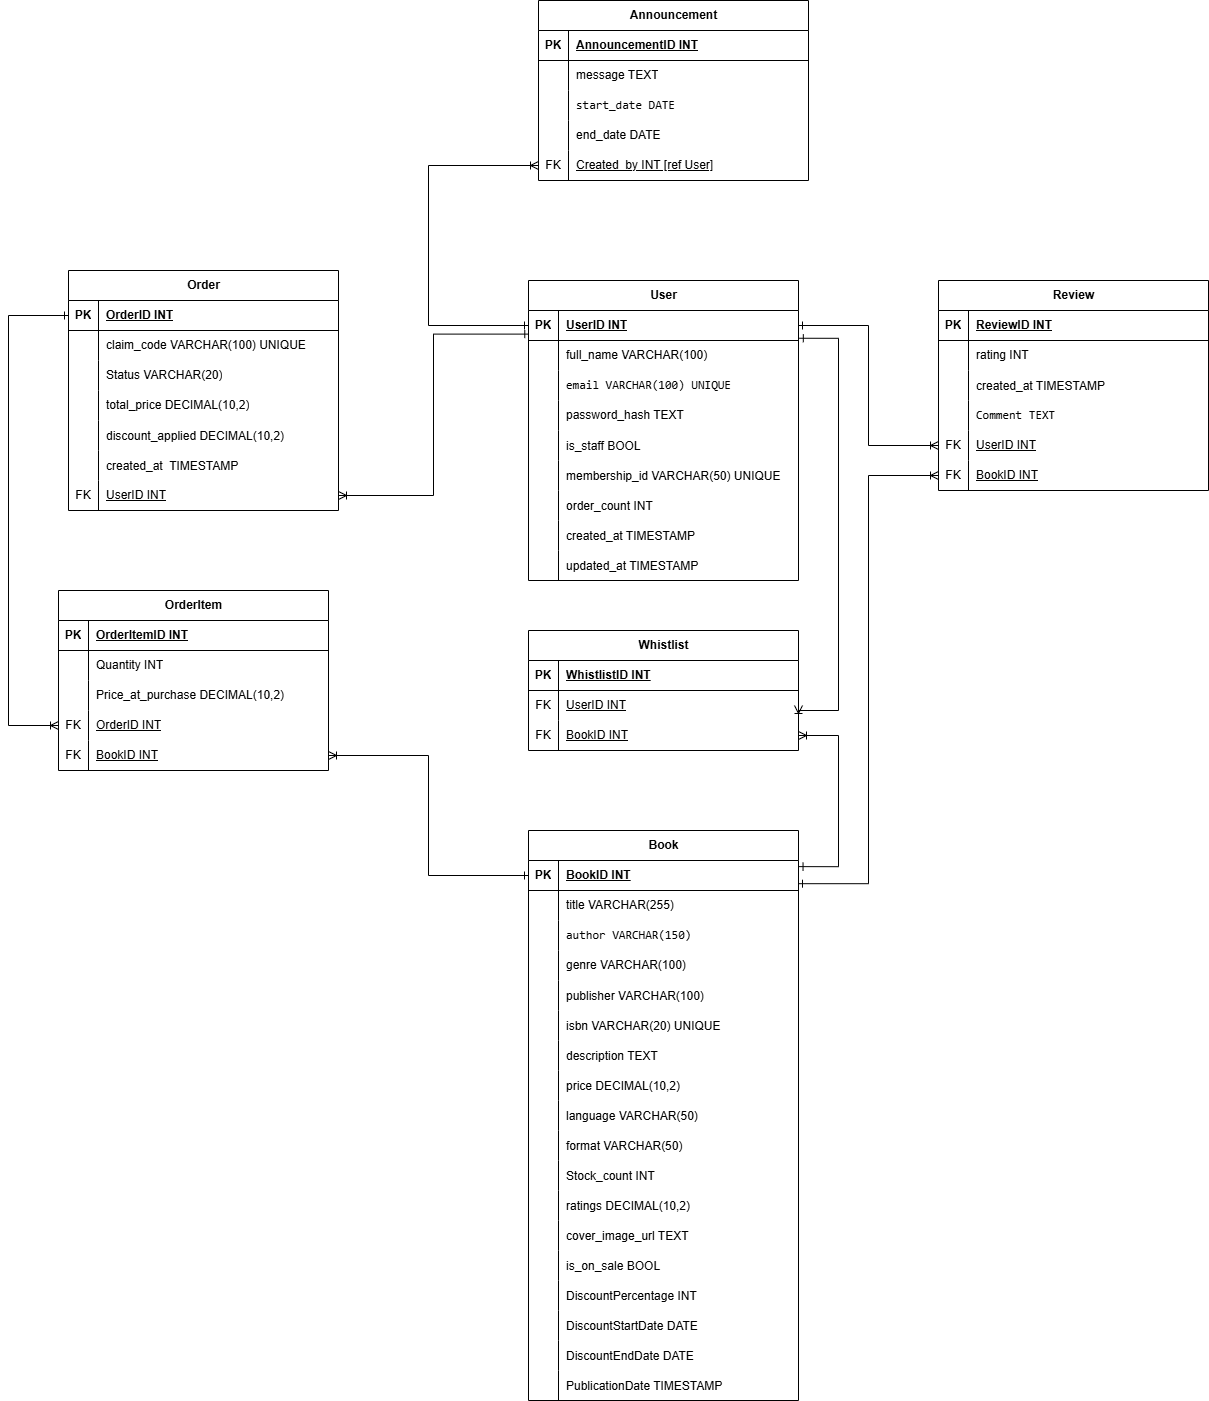 Announcement
PK AnnouncementID INT
message TEXT
start_date DATE
end_date DATE
FK Created_by INT [ref User]
Order
PK OrderID INT
claim_code VARCHAR(100) UNIQUE
Status VARCHAR(20)
total_price DECIMAL(10,2)
discount_applied DECIMAL(10,2)
created_at TIMESTAMP
FK UserID INT
User
PK UserID INT
full_name VARCHAR(100)
email VARCHAR(100) UNIQUE
password_hash TEXT
is_staff BOOL
membership_id VARCHAR(50) UNIQUE
order_count INT
created_at TIMESTAMP
updated_at TIMESTAMP
Review
PK ReviewID INT
rating INT
created_at TIMESTAMP
Comment TEXT
FK UserID INT
FK BookID INT
OrderItem
PK OrderItemID INT
Quantity INT
Price_at_purchase DECIMAL(10,2)
FK OrderID INT
FK BookID INT
Whistlist
PK WhistlistID INT
FK UserID INT
FK BookID INT
Book
PK BookID INT
title VARCHAR(255)
author VARCHAR(150)
genre VARCHAR(100)
publisher VARCHAR(100)
isbn VARCHAR(20) UNIQUE
description TEXT
price DECIMAL(10,2)
language VARCHAR(50)
format VARCHAR(50)
Stock_count INT
ratings DECIMAL(10,2)
cover_image_url TEXT
is_on_sale BOOL
DiscountPercentage INT
DiscountStartDate DATE
DiscountEndDate DATE
PublicationDate TIMESTAMP